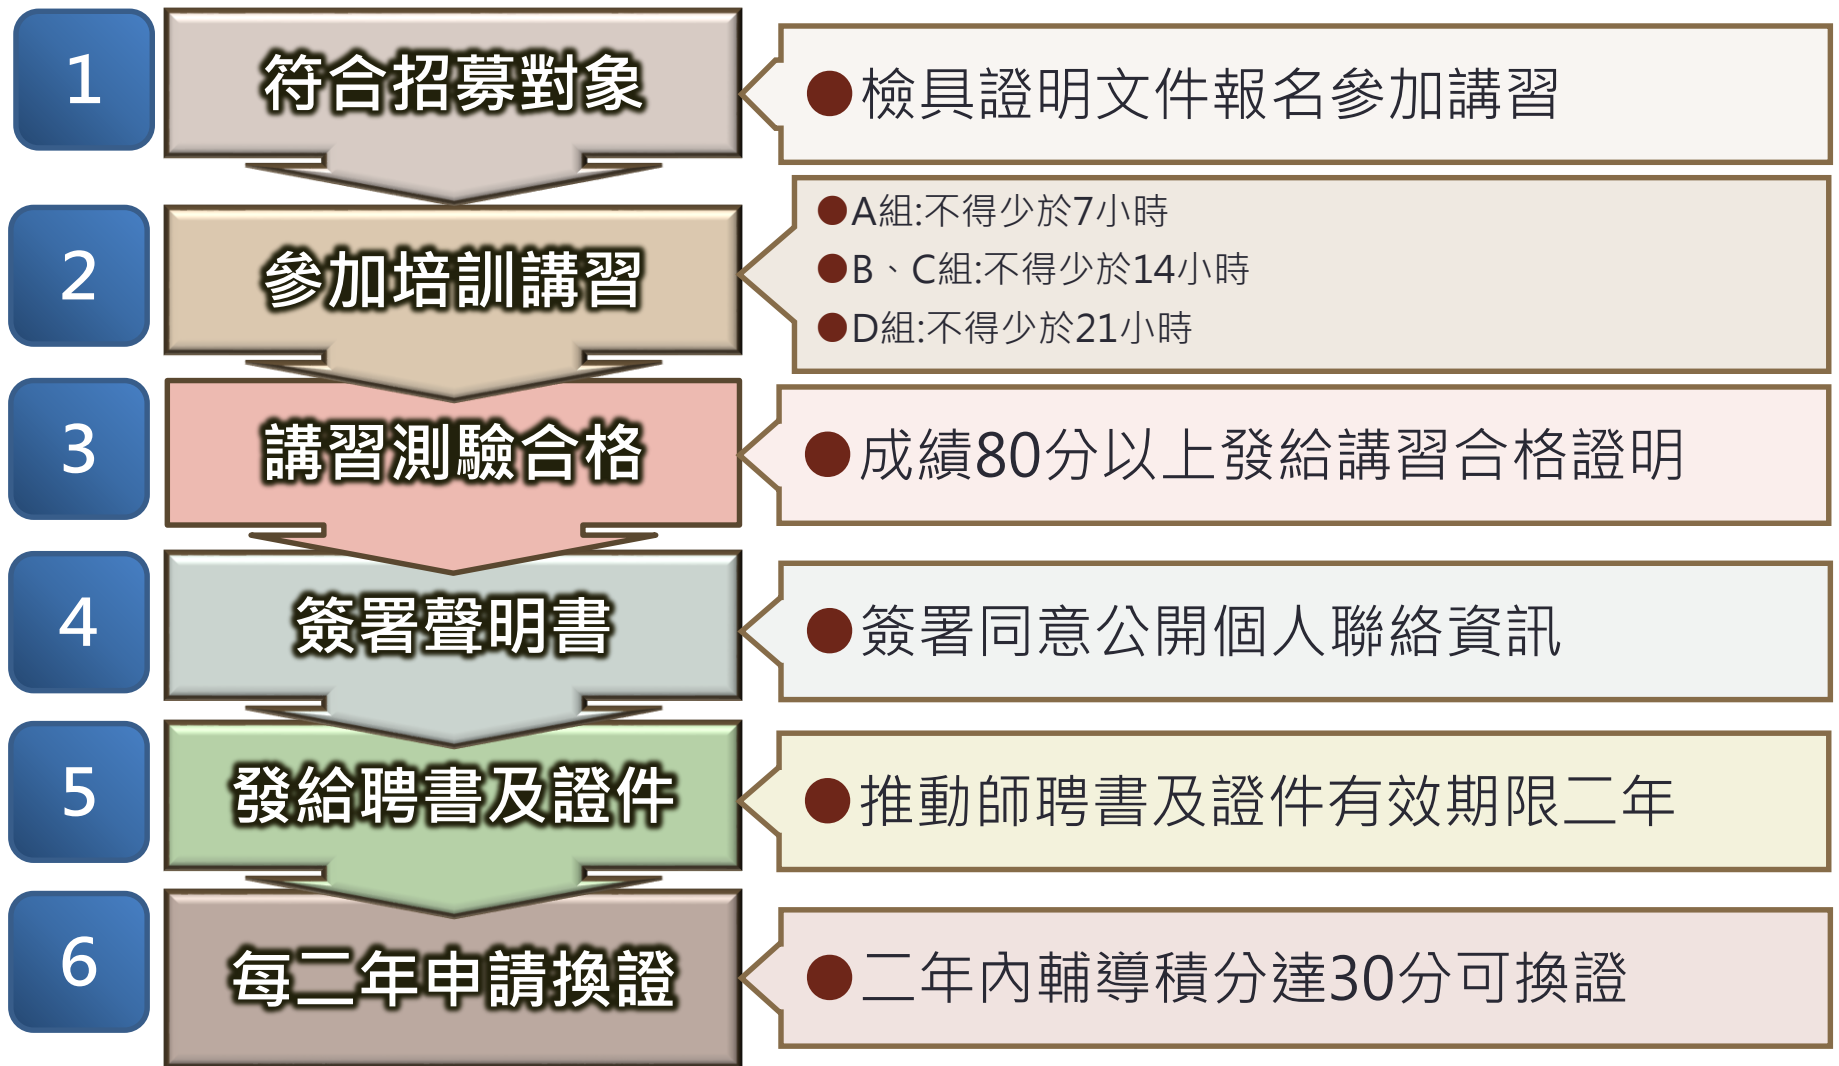 1
符合招募對象
●檢具證明文件報名參加講習
2
參加培訓講習
●A組:不得少於7小時
●B、C組:不得少於14小時
●D組:不得少於21小時
3
講習測驗合格
●成績80分以上發給講習合格證明
4
簽署聲明書
●簽署同意公開個人聯絡資訊
5
發給聘書及證件
●推動師聘書及證件有效期限二年
6
每二年申請換證
●二年內輔導積分達30分可換證